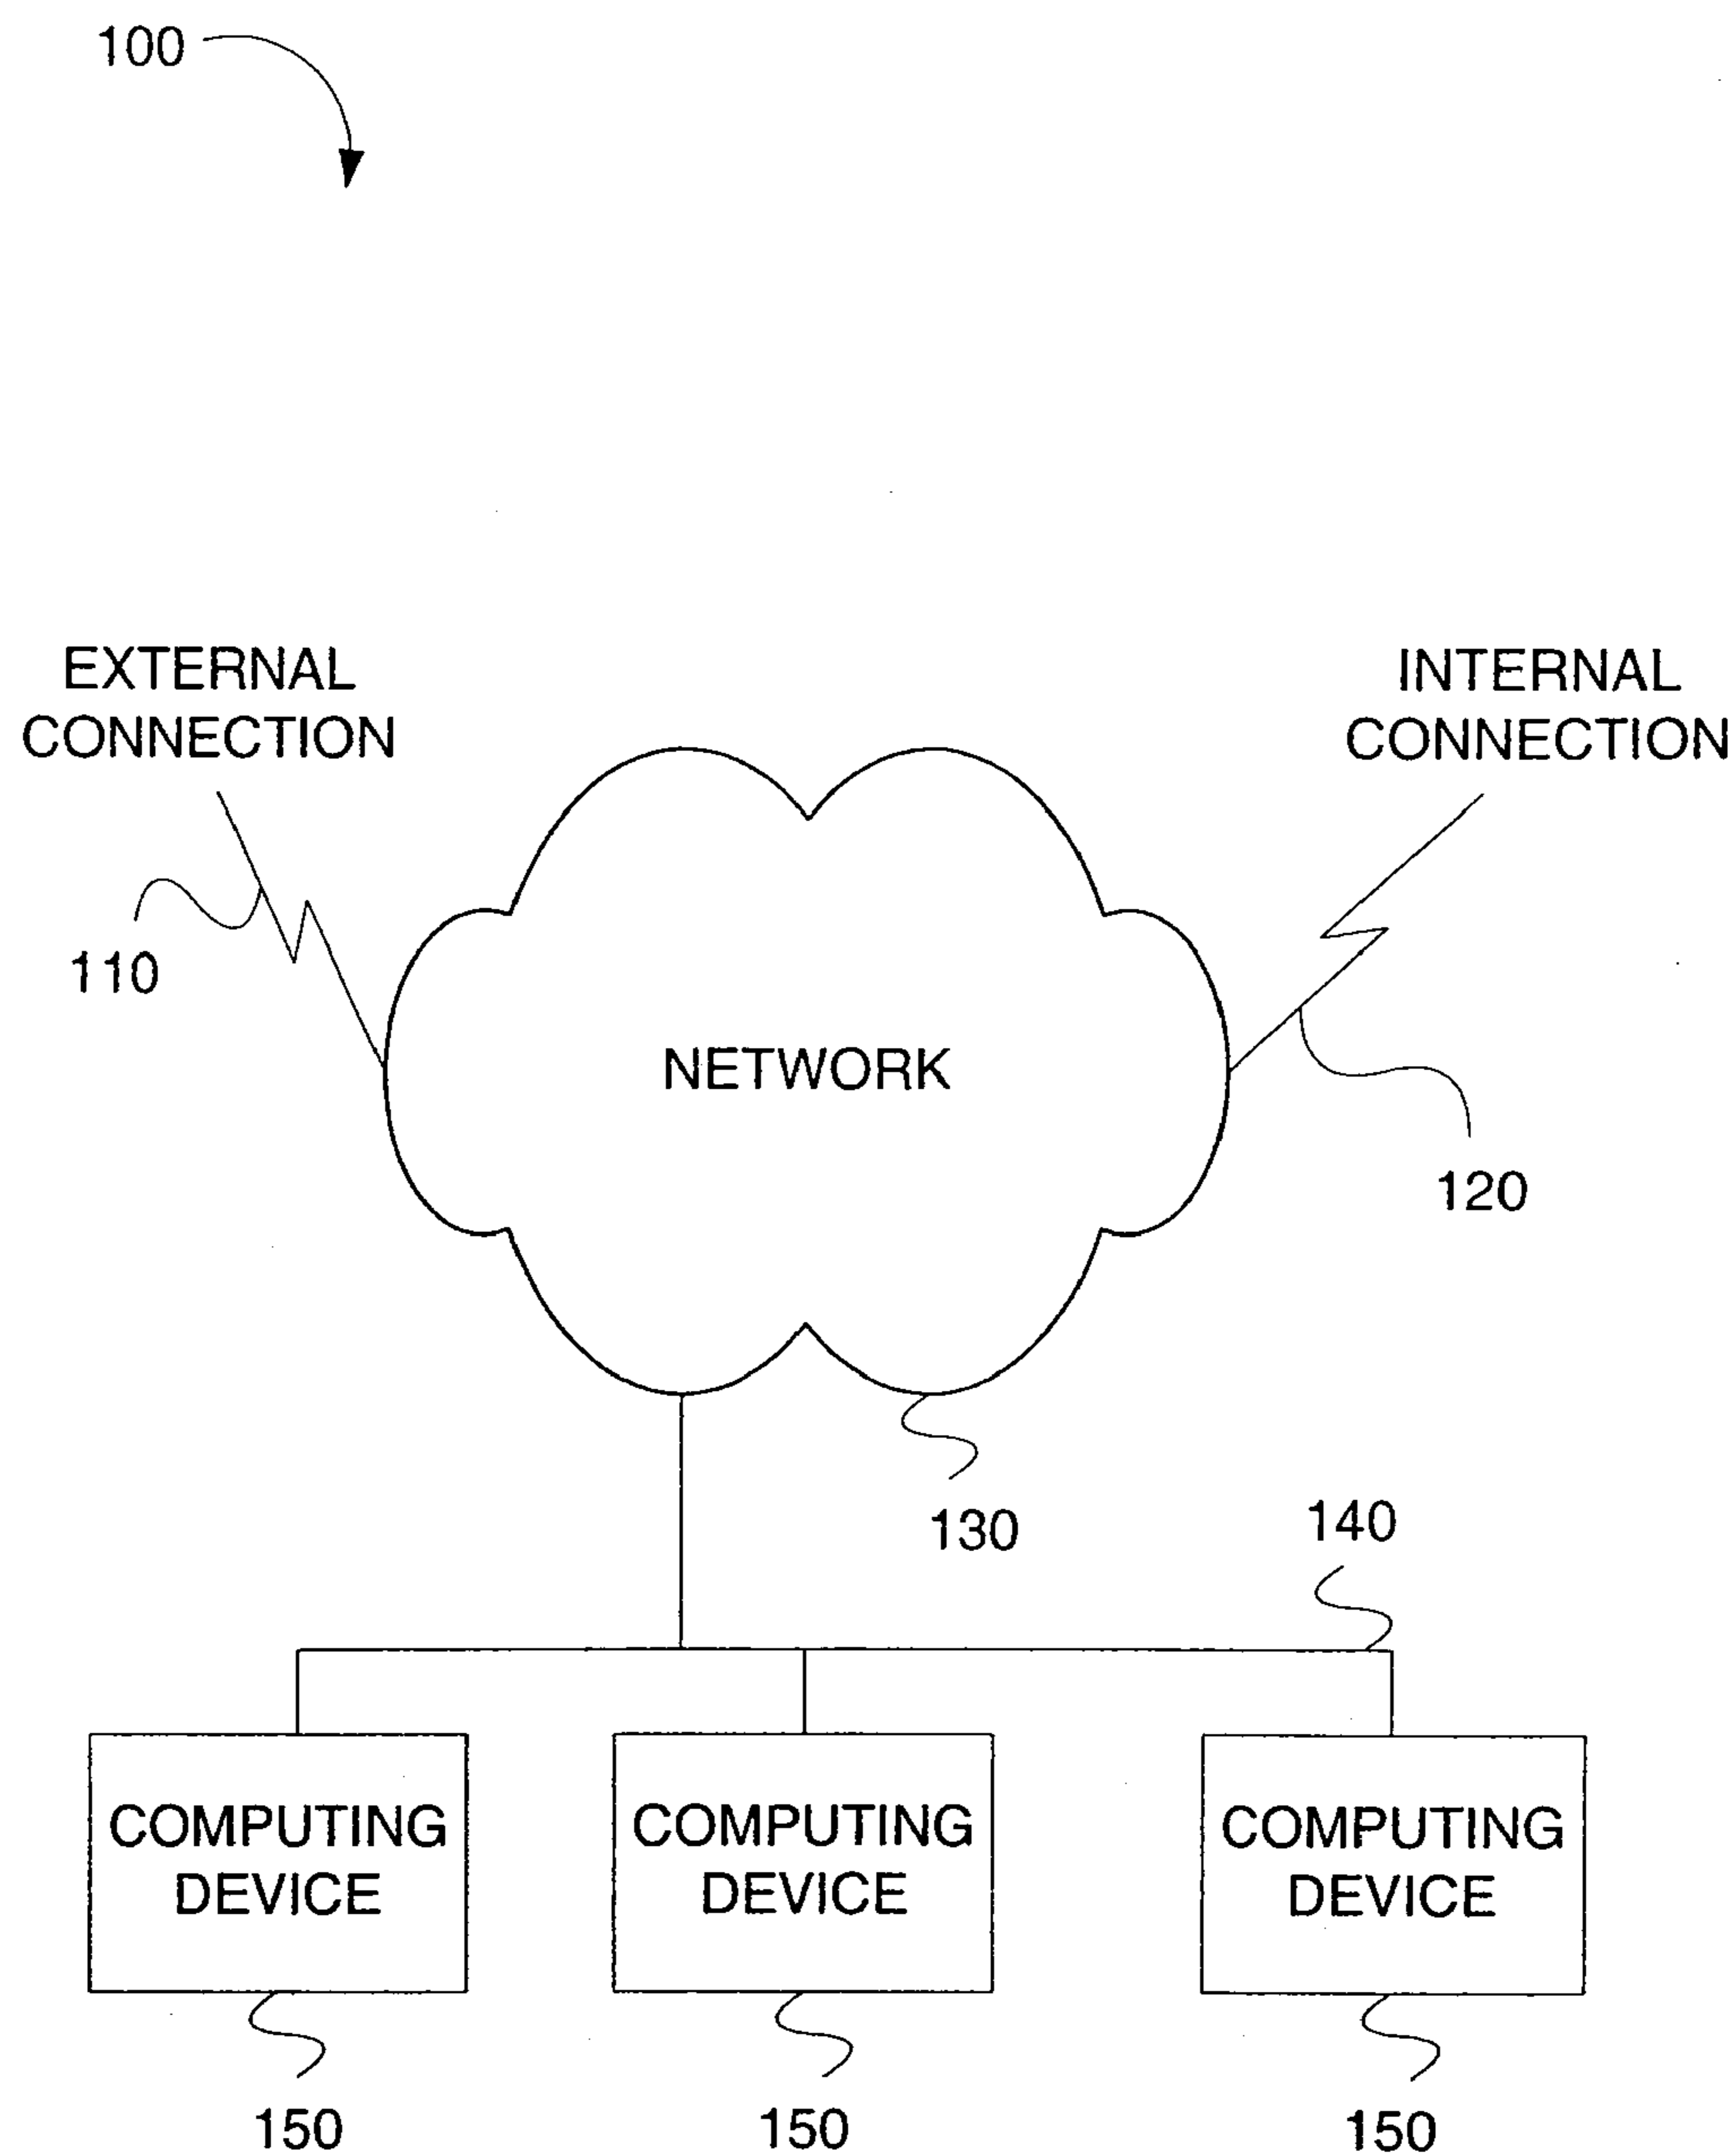 100
EXTERNAL
CONNECTION
INTERNAL
CONNECTION
110
NETWORK
120
130
140
COMPUTING
DEVICE
COMPUTING
DEVICE
COMPUTING
DEVICE
150
150
150